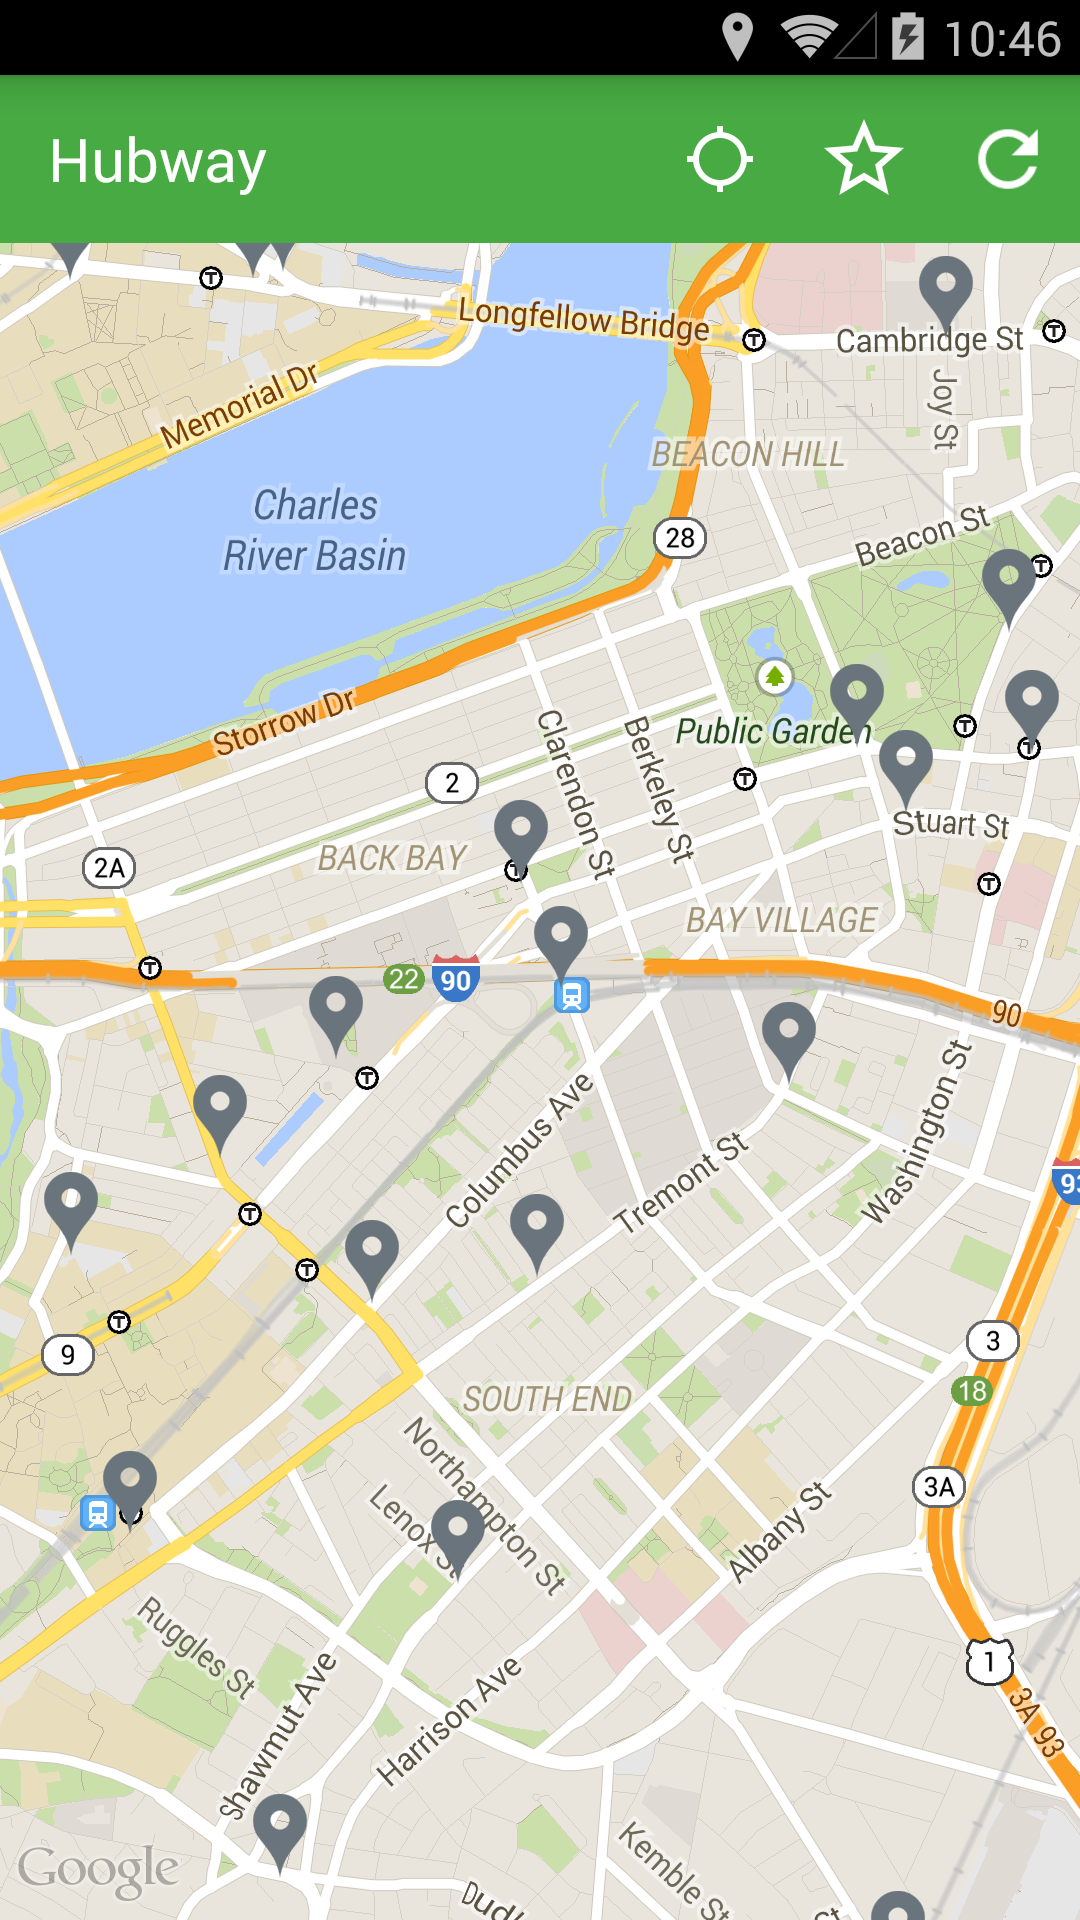 10:46
Hubway
Longfellow Bridge
Cambridge St
Memorial Dr
Joy St
BEACON HILL
Charles
River Basin
28
Beacon St
Storrow Dr
Public Garden
Clarendon St
Berkeley St
2
Stuart St
BACK BAY
2A
BAY VILLAGE
22
90
90
Columbus Ave
Tremont St
Washington St
93
9
3
18
SOUTH END
Northampton St
Lenox St
3A
Albany St
Ruggles St
Shawmut Ave
Harrison Ave
1
3A 93
Kemble St
Google